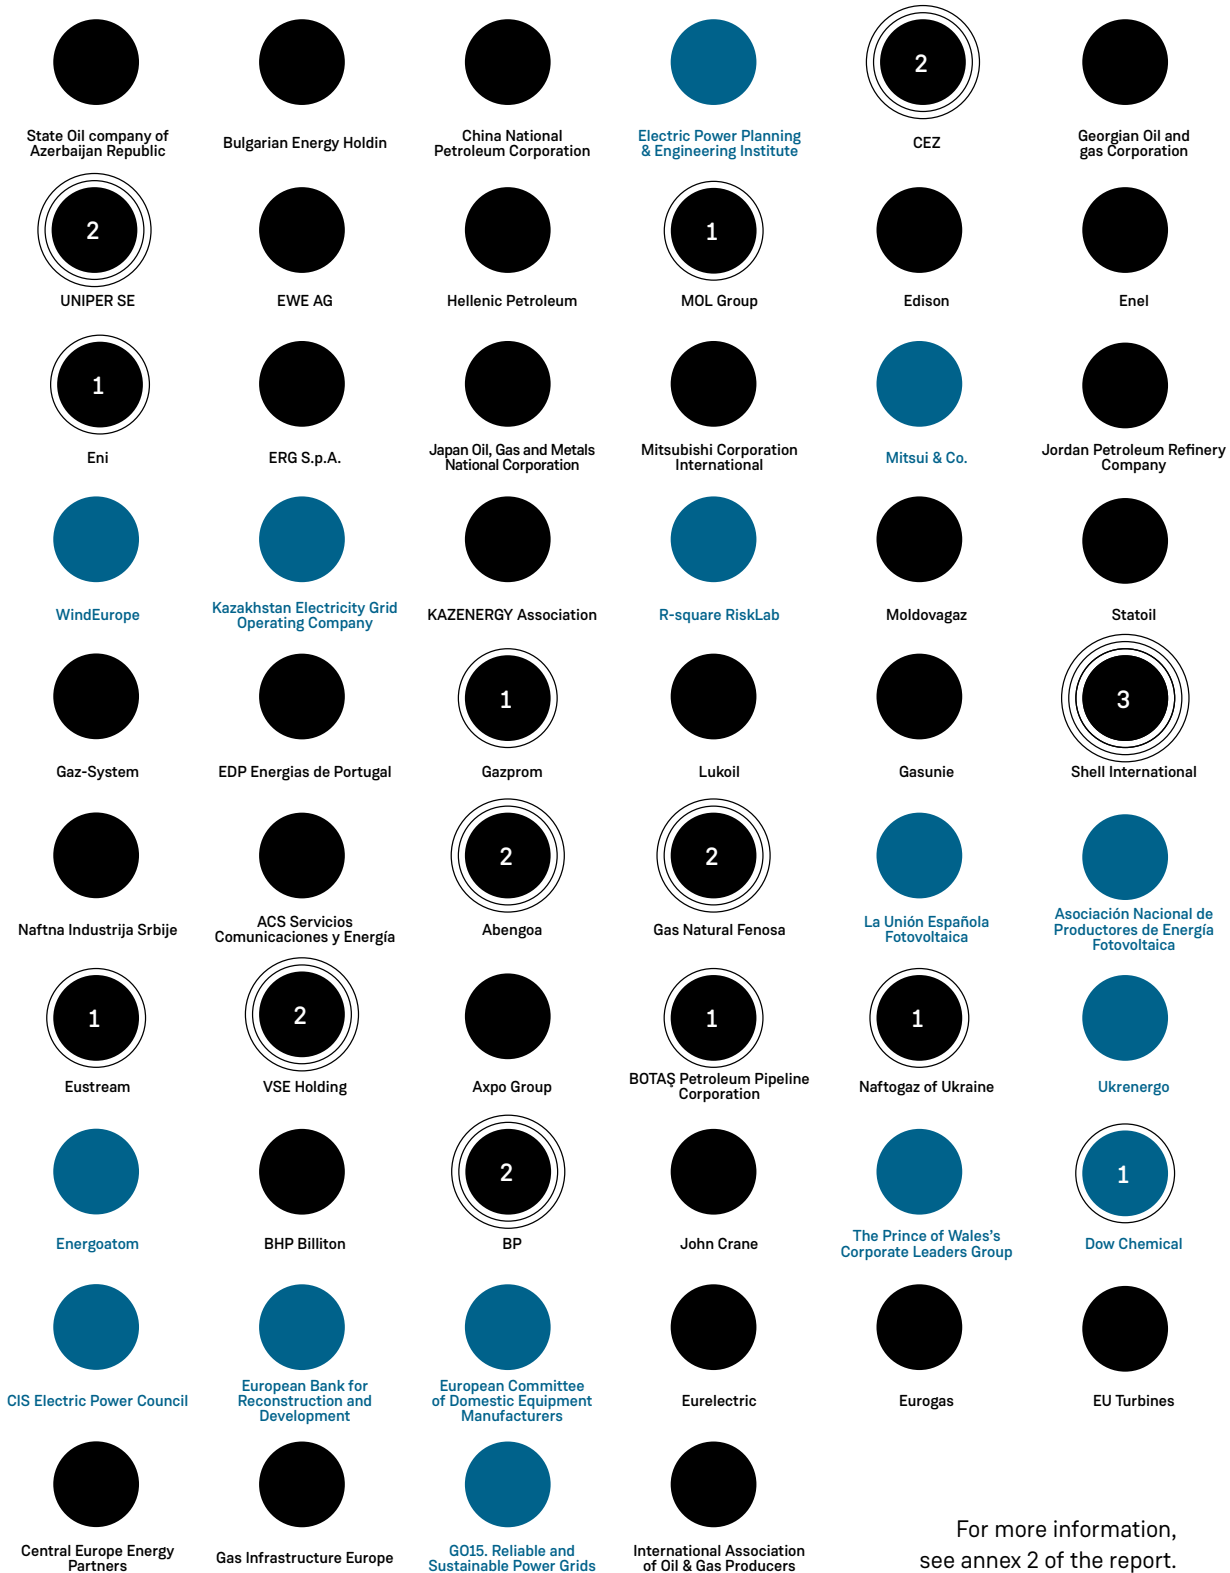 2
State Oil company of
Azerbaijan Republic
Bulgarian Energy Holdin
China National
Petroleum Corporation
Electric Power Planning
& Engineering Institute
CEZ
Georgian Oil and
gas Corporation
2
1
UNIPER SE
EWE AG
Hellenic Petroleum
MOL Group
Edison
Enel
1
Eni
ERG S.p.A.
Japan Oil, Gas and Metals
National Corporation
Mitsubishi Corporation
International
Mitsui & Co.
Jordan Petroleum Refinery
Company
WindEurope
Kazakhstan Electricity Grid
Operating Company
KAZENERGY Association
R-square RiskLab
Moldovagaz
Statoil
1
3
Gaz-System
EDP Energias de Portugal
Gazprom
Lukoil
Gasunie
Shell International
2
2
Naftna Industrija Srbije
ACS Servicios
Comunicaciones y Energía
Abengoa
Gas Natural Fenosa
La Unión Española
Fotovoltaica
Asociación Nacional de
Productores de Energía
Fotovoltaica
1
2
1
1
Eustream
VSE Holding
Axpo Group
BOTAŞ Petroleum Pipeline
Corporation
Naftogaz of Ukraine
Ukrenergo
2
1
Energoatom
BHP Billiton
BP
John Crane
The Prince of Wales's
Corporate Leaders Group
Dow Chemical
CIS Electric Power Council
European Bank for
Reconstruction and
Development
European Committee
of Domestic Equipment
Manufacturers
Eurelectric
Eurogas
EU Turbines
Central Europe Energy
Partners
Gas Infrastructure Europe
GO15. Reliable and
Sustainable Power Grids
International Association
of Oil & Gas Producers
For more information,
see annex 2 of the report.